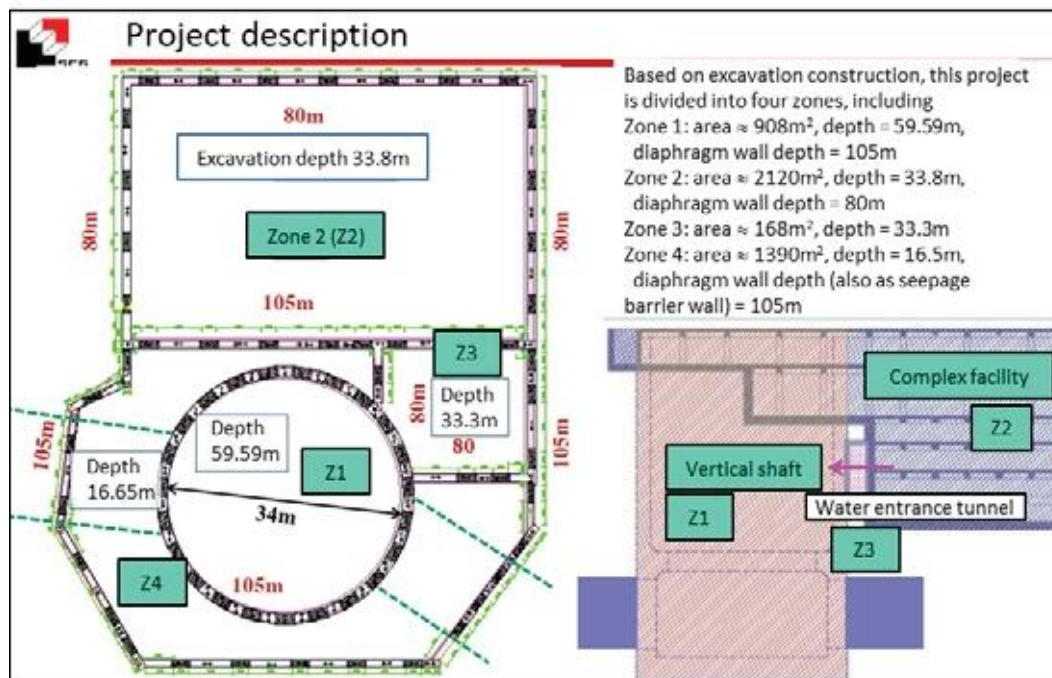 Project description
Based on excavation construction, this project
is divided into four zones, including
Zone 1: area ≈ 908m², depth = 59.59m,
diaphragm wall depth = 105m
Zone 2: area ≈ 2120m², depth = 33.8m,
diaphragm wall depth = 80m
Zone 3: area ≈ 168m², depth = 33.3m
Zone 4: area ≈ 1390m², depth = 16.5m,
diaphragm wall depth (also as seepage
barrier wall) = 105m
80m
Excavation depth 33.8m
80m
Zone 2 (Z2)
80m
105m
Z3
Depth
33.3m
80m
80
105m
105m
Depth
59.59m
Z1
Depth
16.65m
34m
Z4
105m
Complex facility
Z2
Vertical shaft
Z1
Water entrance tunnel
Z3